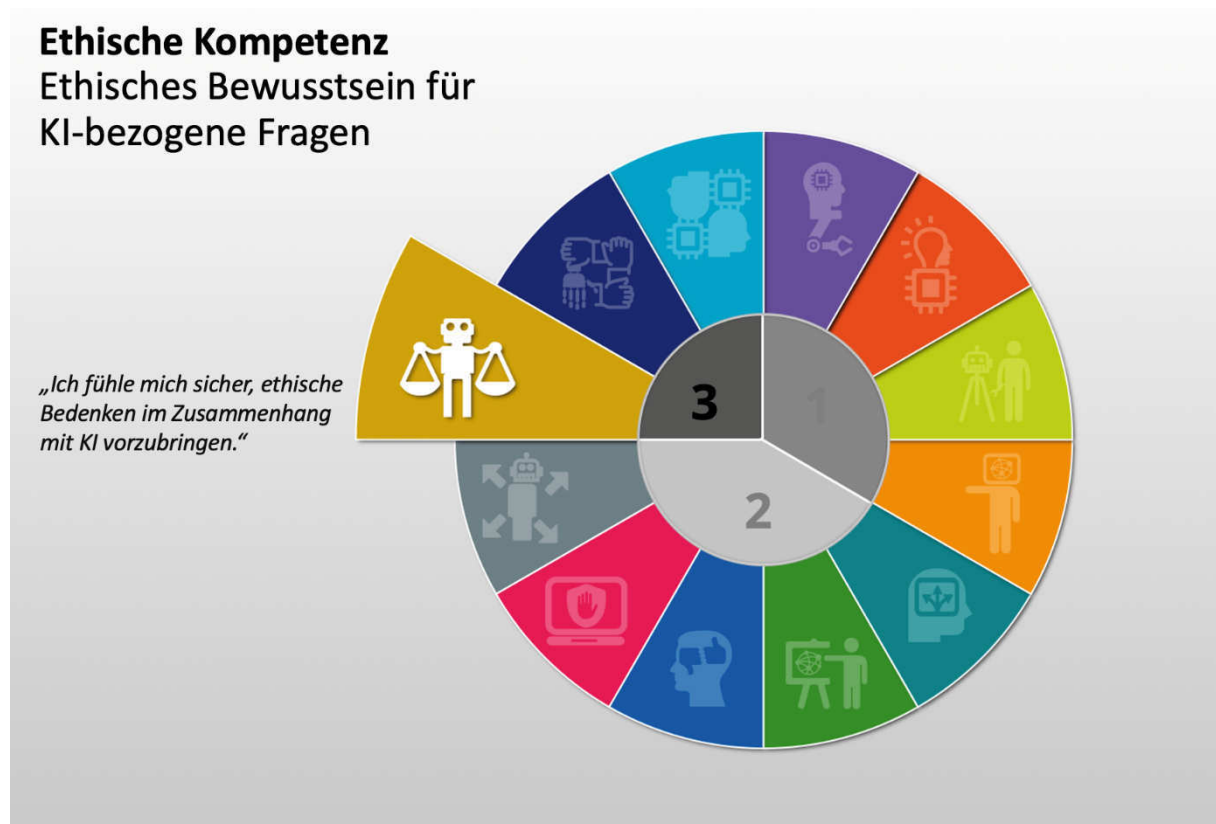 Ethische Kompetenz
Ethisches Bewusstsein für
KI-bezogene Fragen
„Ich fühle mich sicher, ethische
Bedenken im Zusammenhang
mit KI vorzubringen.“
3
1
2